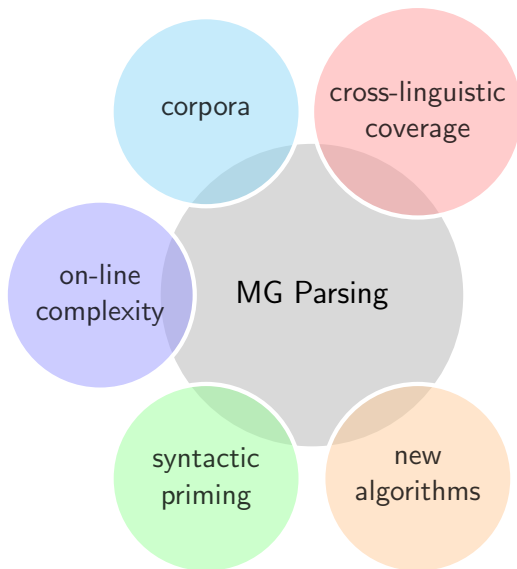 corpora
cross-linguistic
coverage
on-line
complexity
MG Parsing
syntactic
priming
new
algorithms